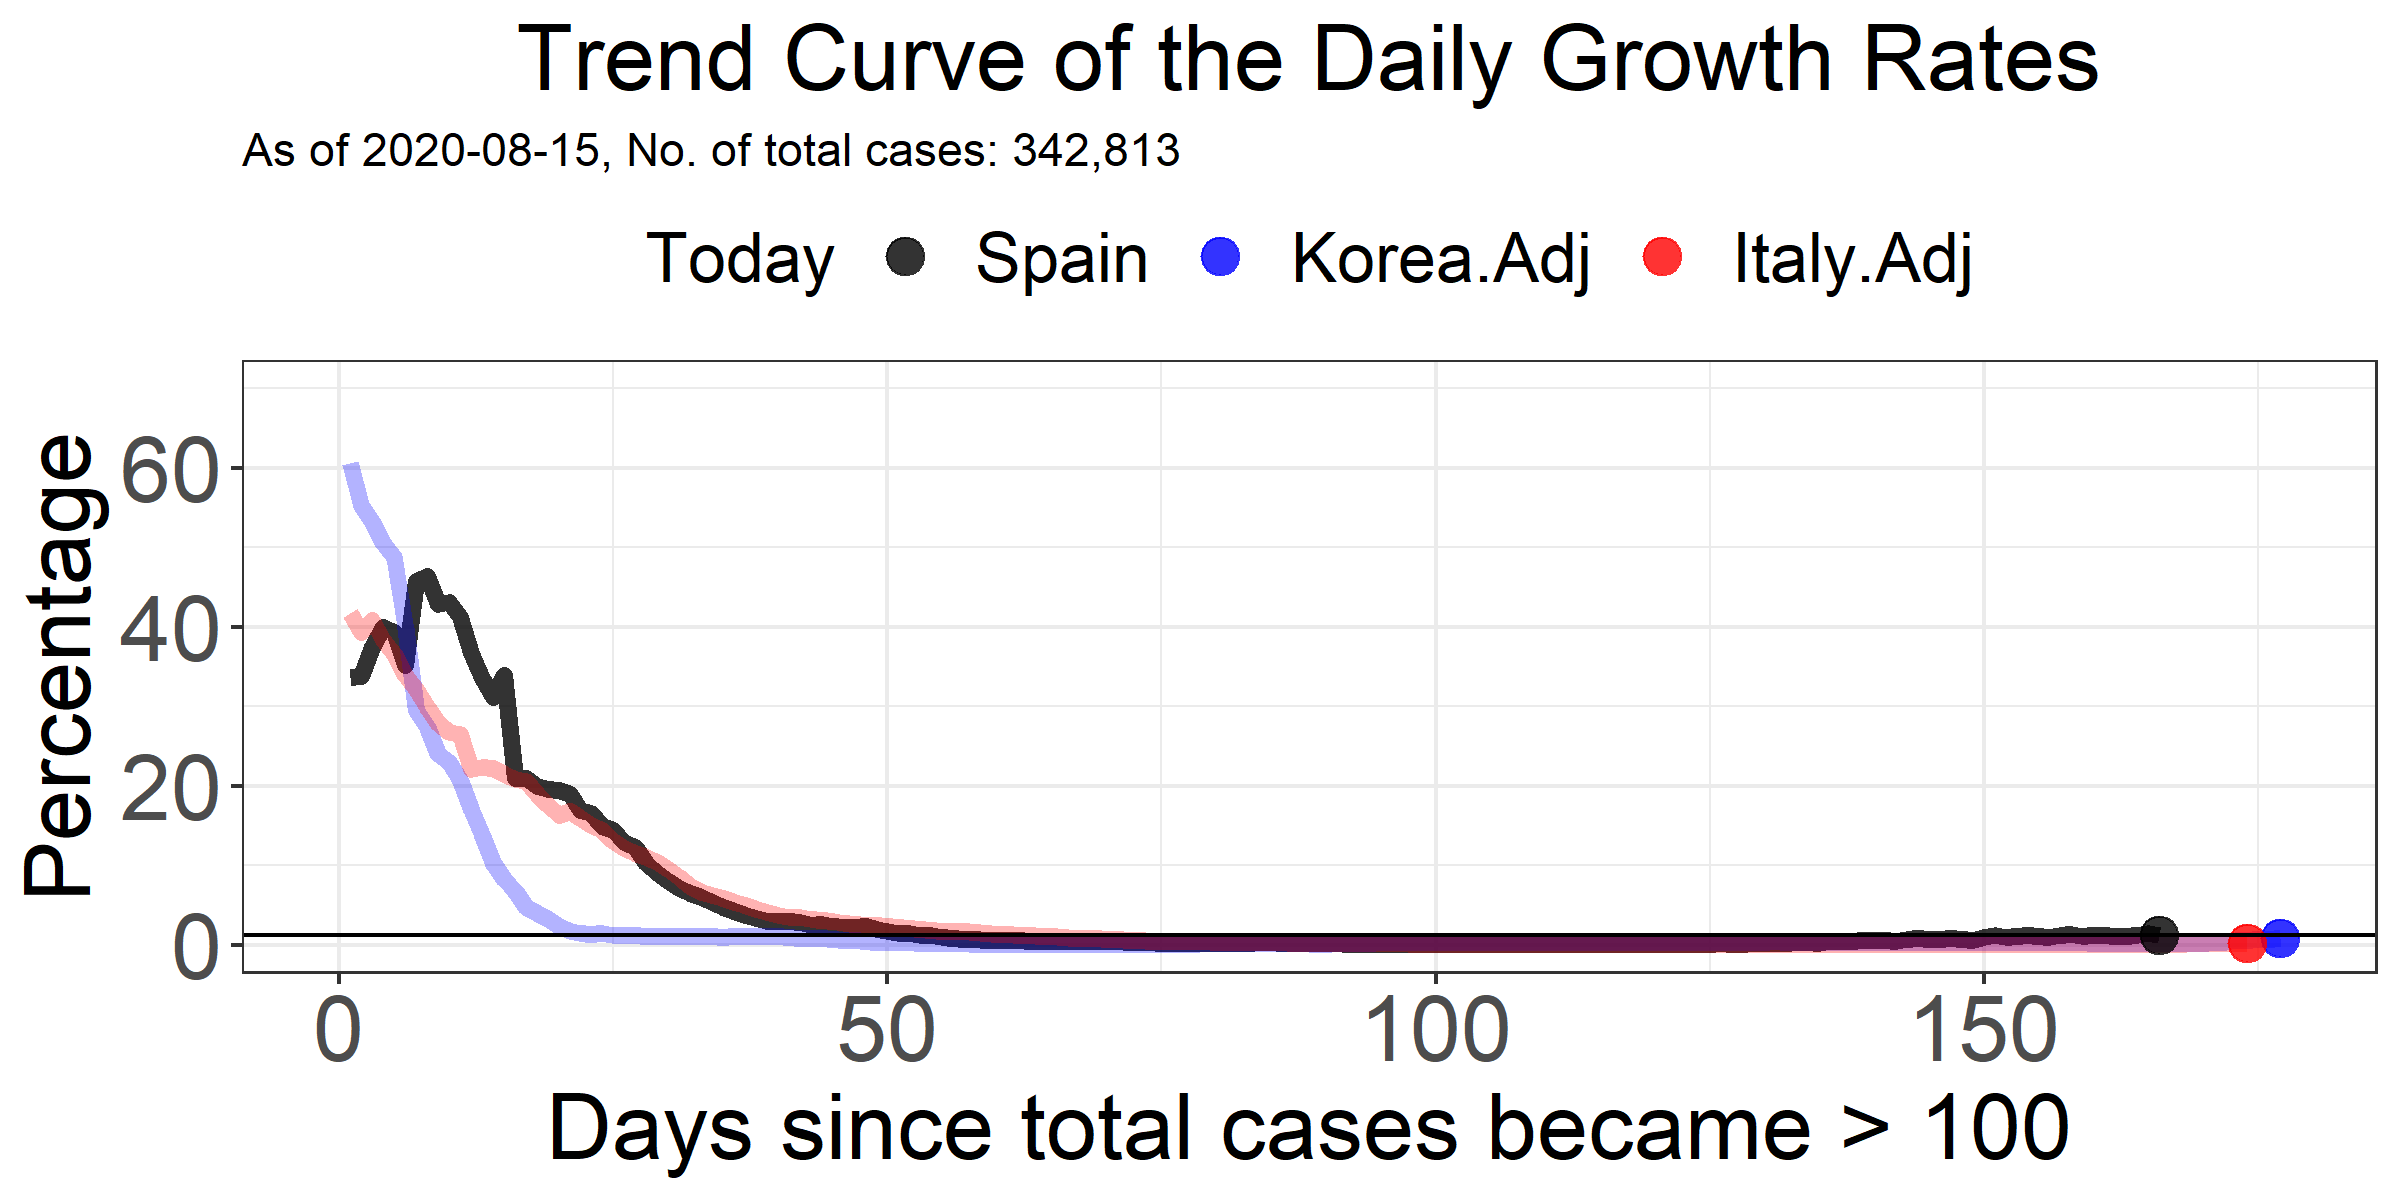 Trend Curve of the Daily Growth Rates
As of 2020-08-15, No. of total cases: 342,813
Today Spain Korea.Adj Italy.Adj
Percentage
60
40
20
0
0 50 100 150
Days since total cases became > 100